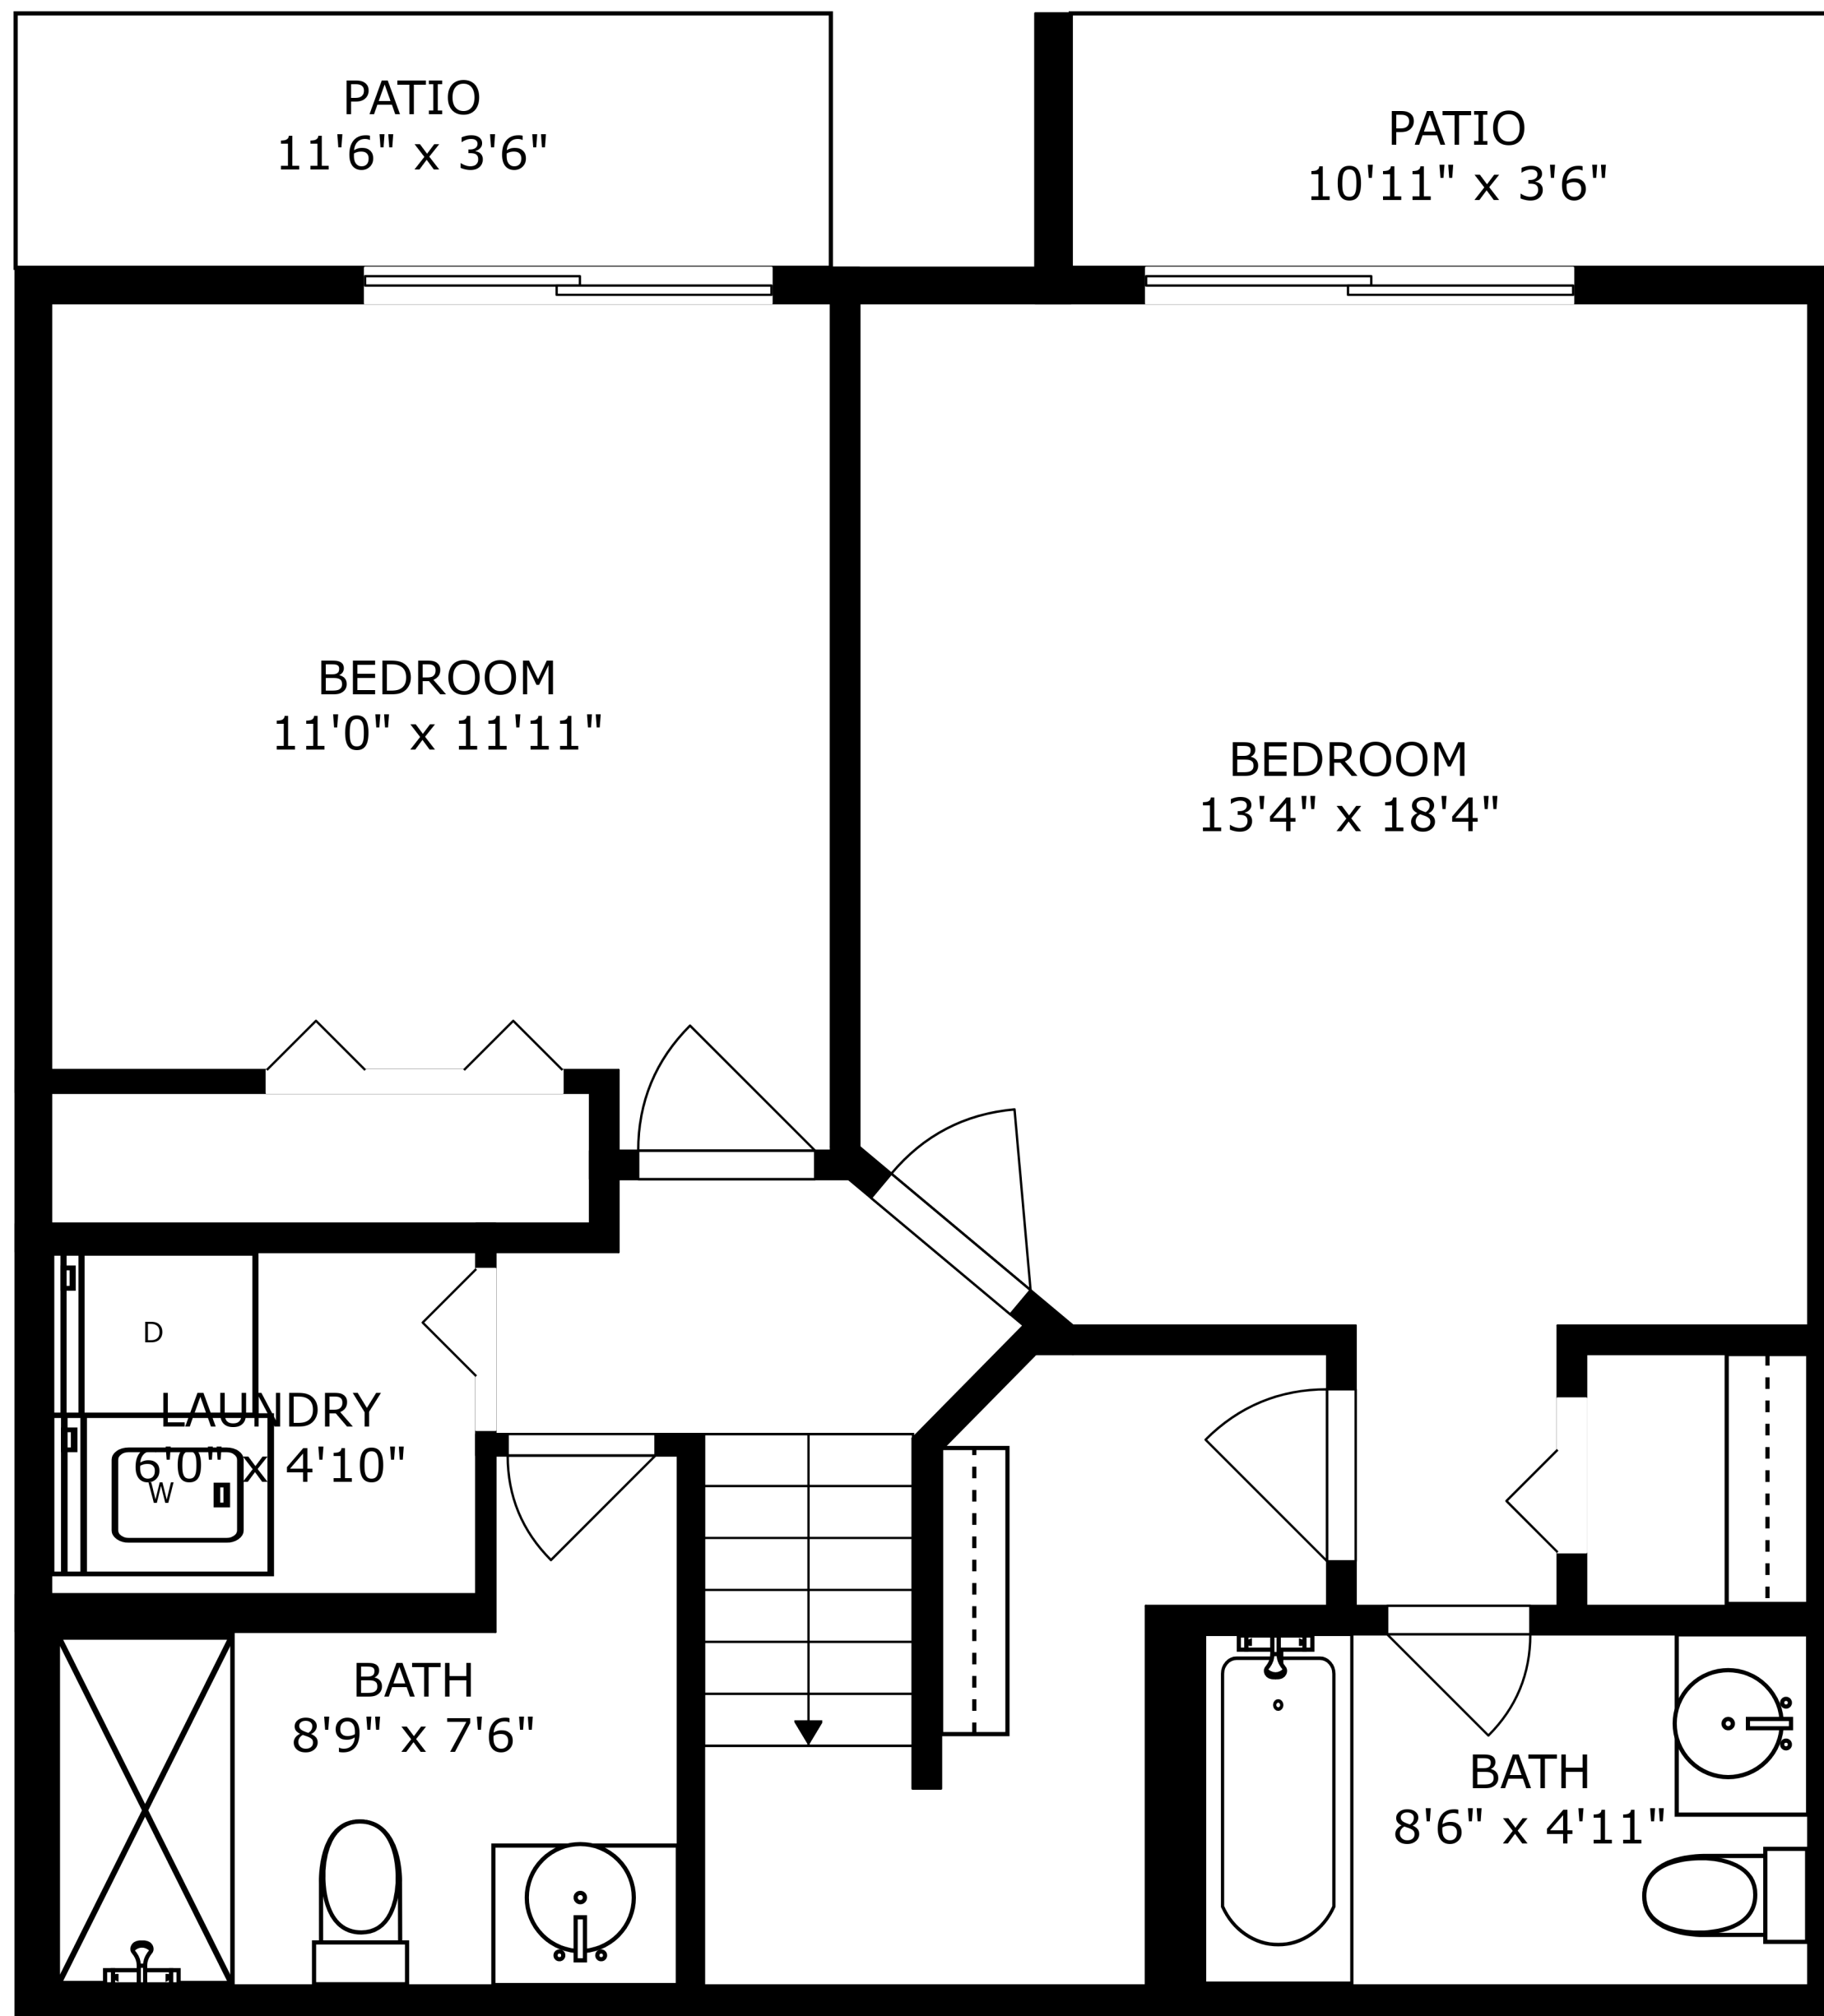 PATIO
11'6" x 3'6"
PATIO
10'11" x 3'6"
BEDROOM
11'0" x 11'11"
BEDROOM
13'4" x 18'4"
D
LAUNDRY
6'0" x 4'10"
W
BATH
8'9" x 7'6"
BATH
8'6" x 4'11"